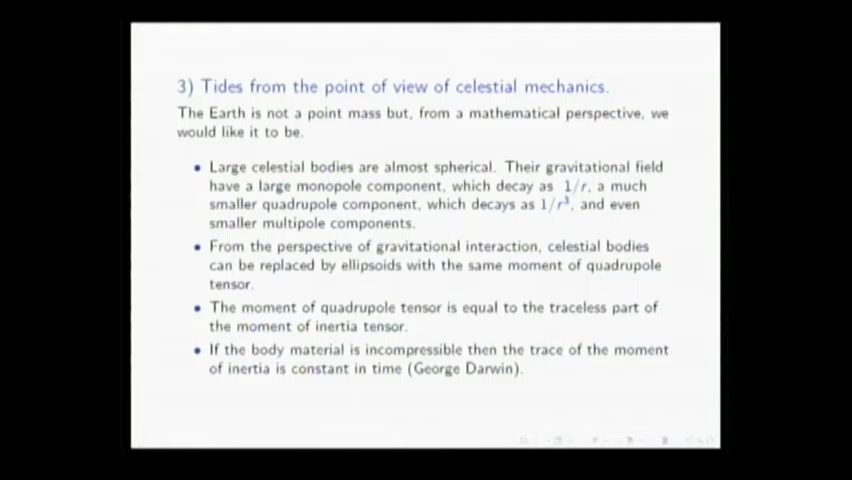 3) Tides from the point of view of celestial mechanics.
The Earth is not a point mass but, from a mathematical perspective, we
would like it to be.
• Large celestial bodies are almost spherical. Their gravitational field
have a large monopole component, which decay as 1/r, a much
smaller quadrupole component, which decays as 1/r³, and even
smaller multipole components.
• From the perspective of gravitational interaction, celestial bodies
can be replaced by ellipsoids with the same moment of quadrupole
tensor.
• The moment of quadrupole tensor is equal to the traceless part of
the moment of inertia tensor.
• If the body material is incompressible then the trace of the moment
of inertia is constant in time (George Darwin).